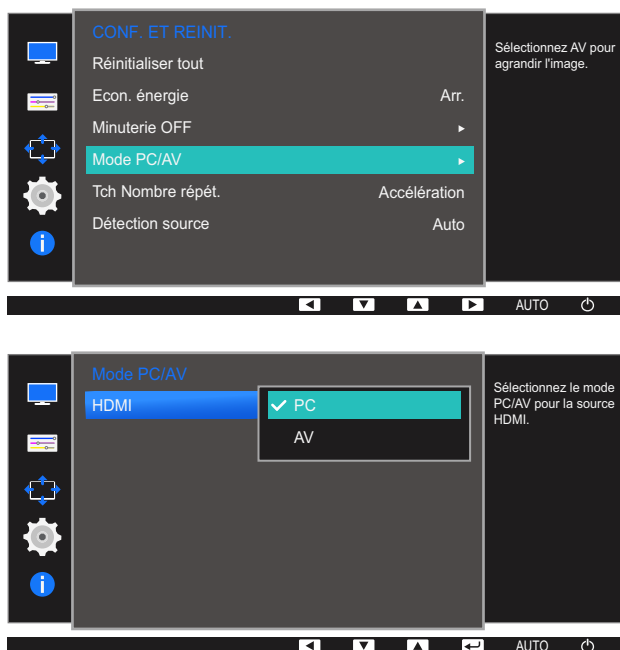 CONF. ET REINIT.
Réinitialiser tout
Econ. énergie Arr.
Minuterie OFF
Mode PC/AV
Tch Nombre répét. Accélération
Détection source Auto
Sélectionnez AV pour
agrandir l'image.
AUTO
Mode PC/AV
HDMI
PC
AV
Sélectionnez le mode
PC/AV pour la source
HDMI.
AUTO